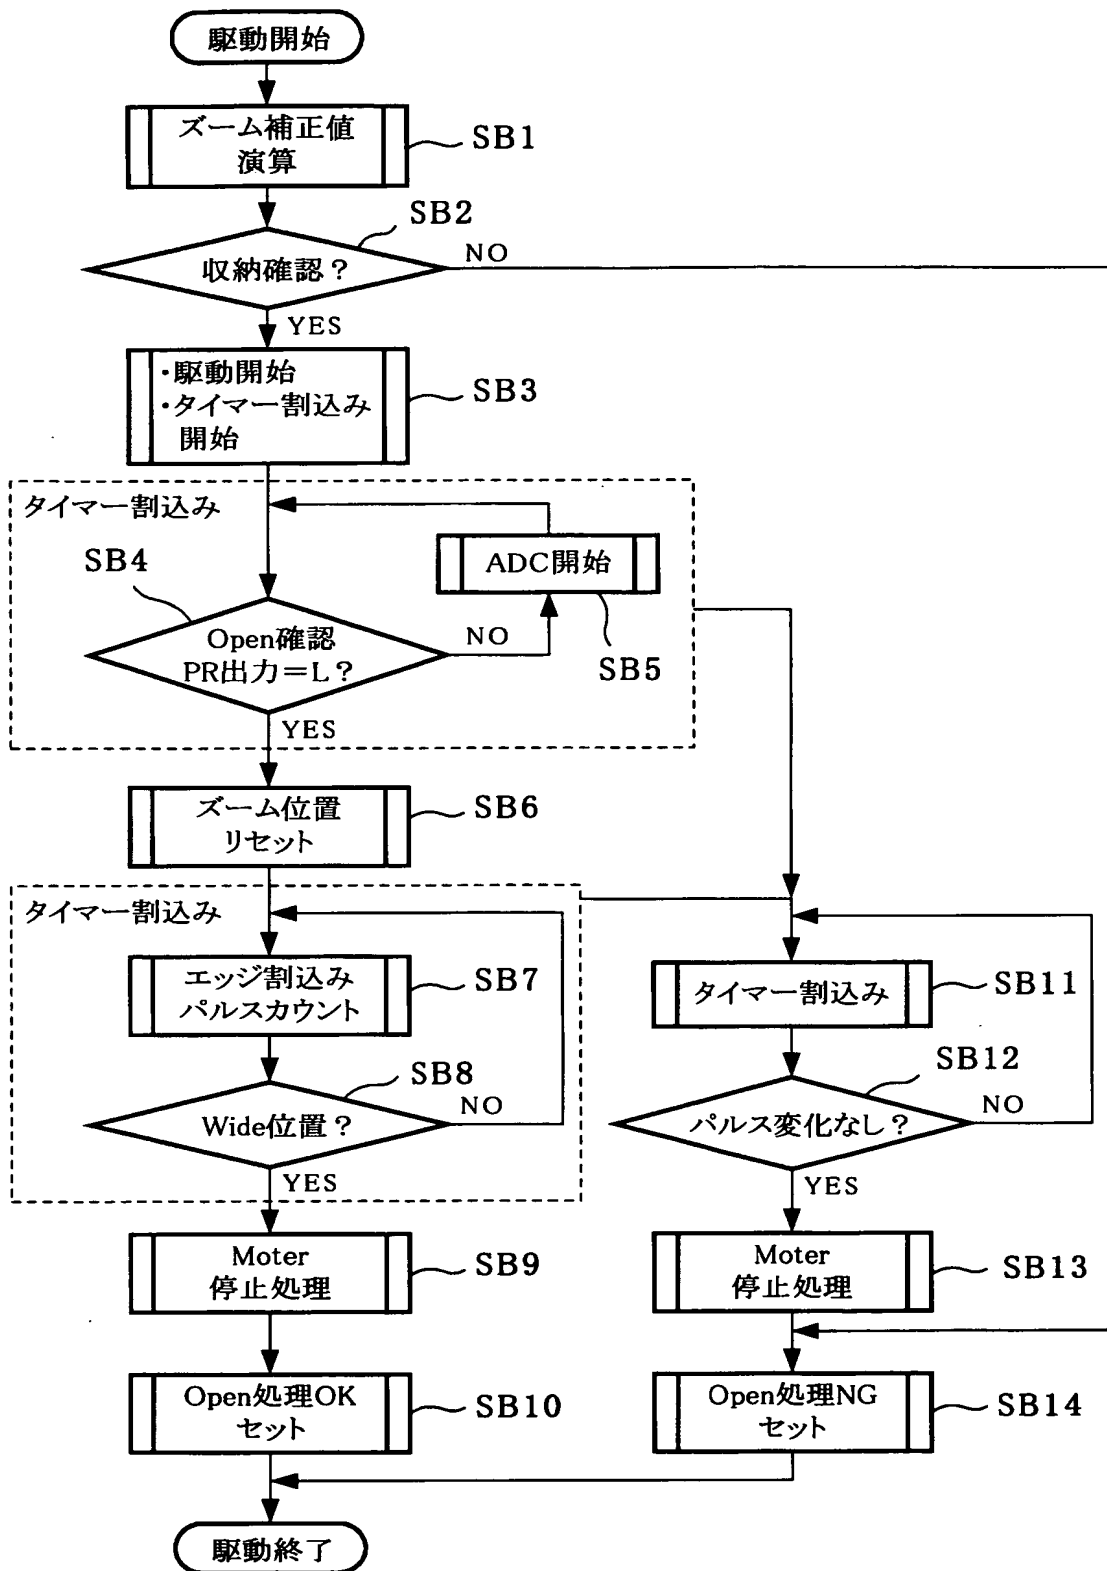 駆動開始
ズーム補正値
演算
SB1
SB2
収納確認？
NO
YES
・駆動開始
・タイマー割込み
開始
SB3
タイマー割込み
SB4
ADC開始
SB5
Open確認
PR出力＝L？
NO
YES
ズーム位置
リセット
SB6
タイマー割込み
エッジ割込み
パルスカウント
SB7
SB8
Wide位置？
NO
YES
Moter
停止処理
SB9
Open処理OK
セット
SB10
タイマー割込み
SB11
SB12
パルス変化なし？
NO
YES
Moter
停止処理
SB13
Open処理NG
セット
SB14
駆動終了